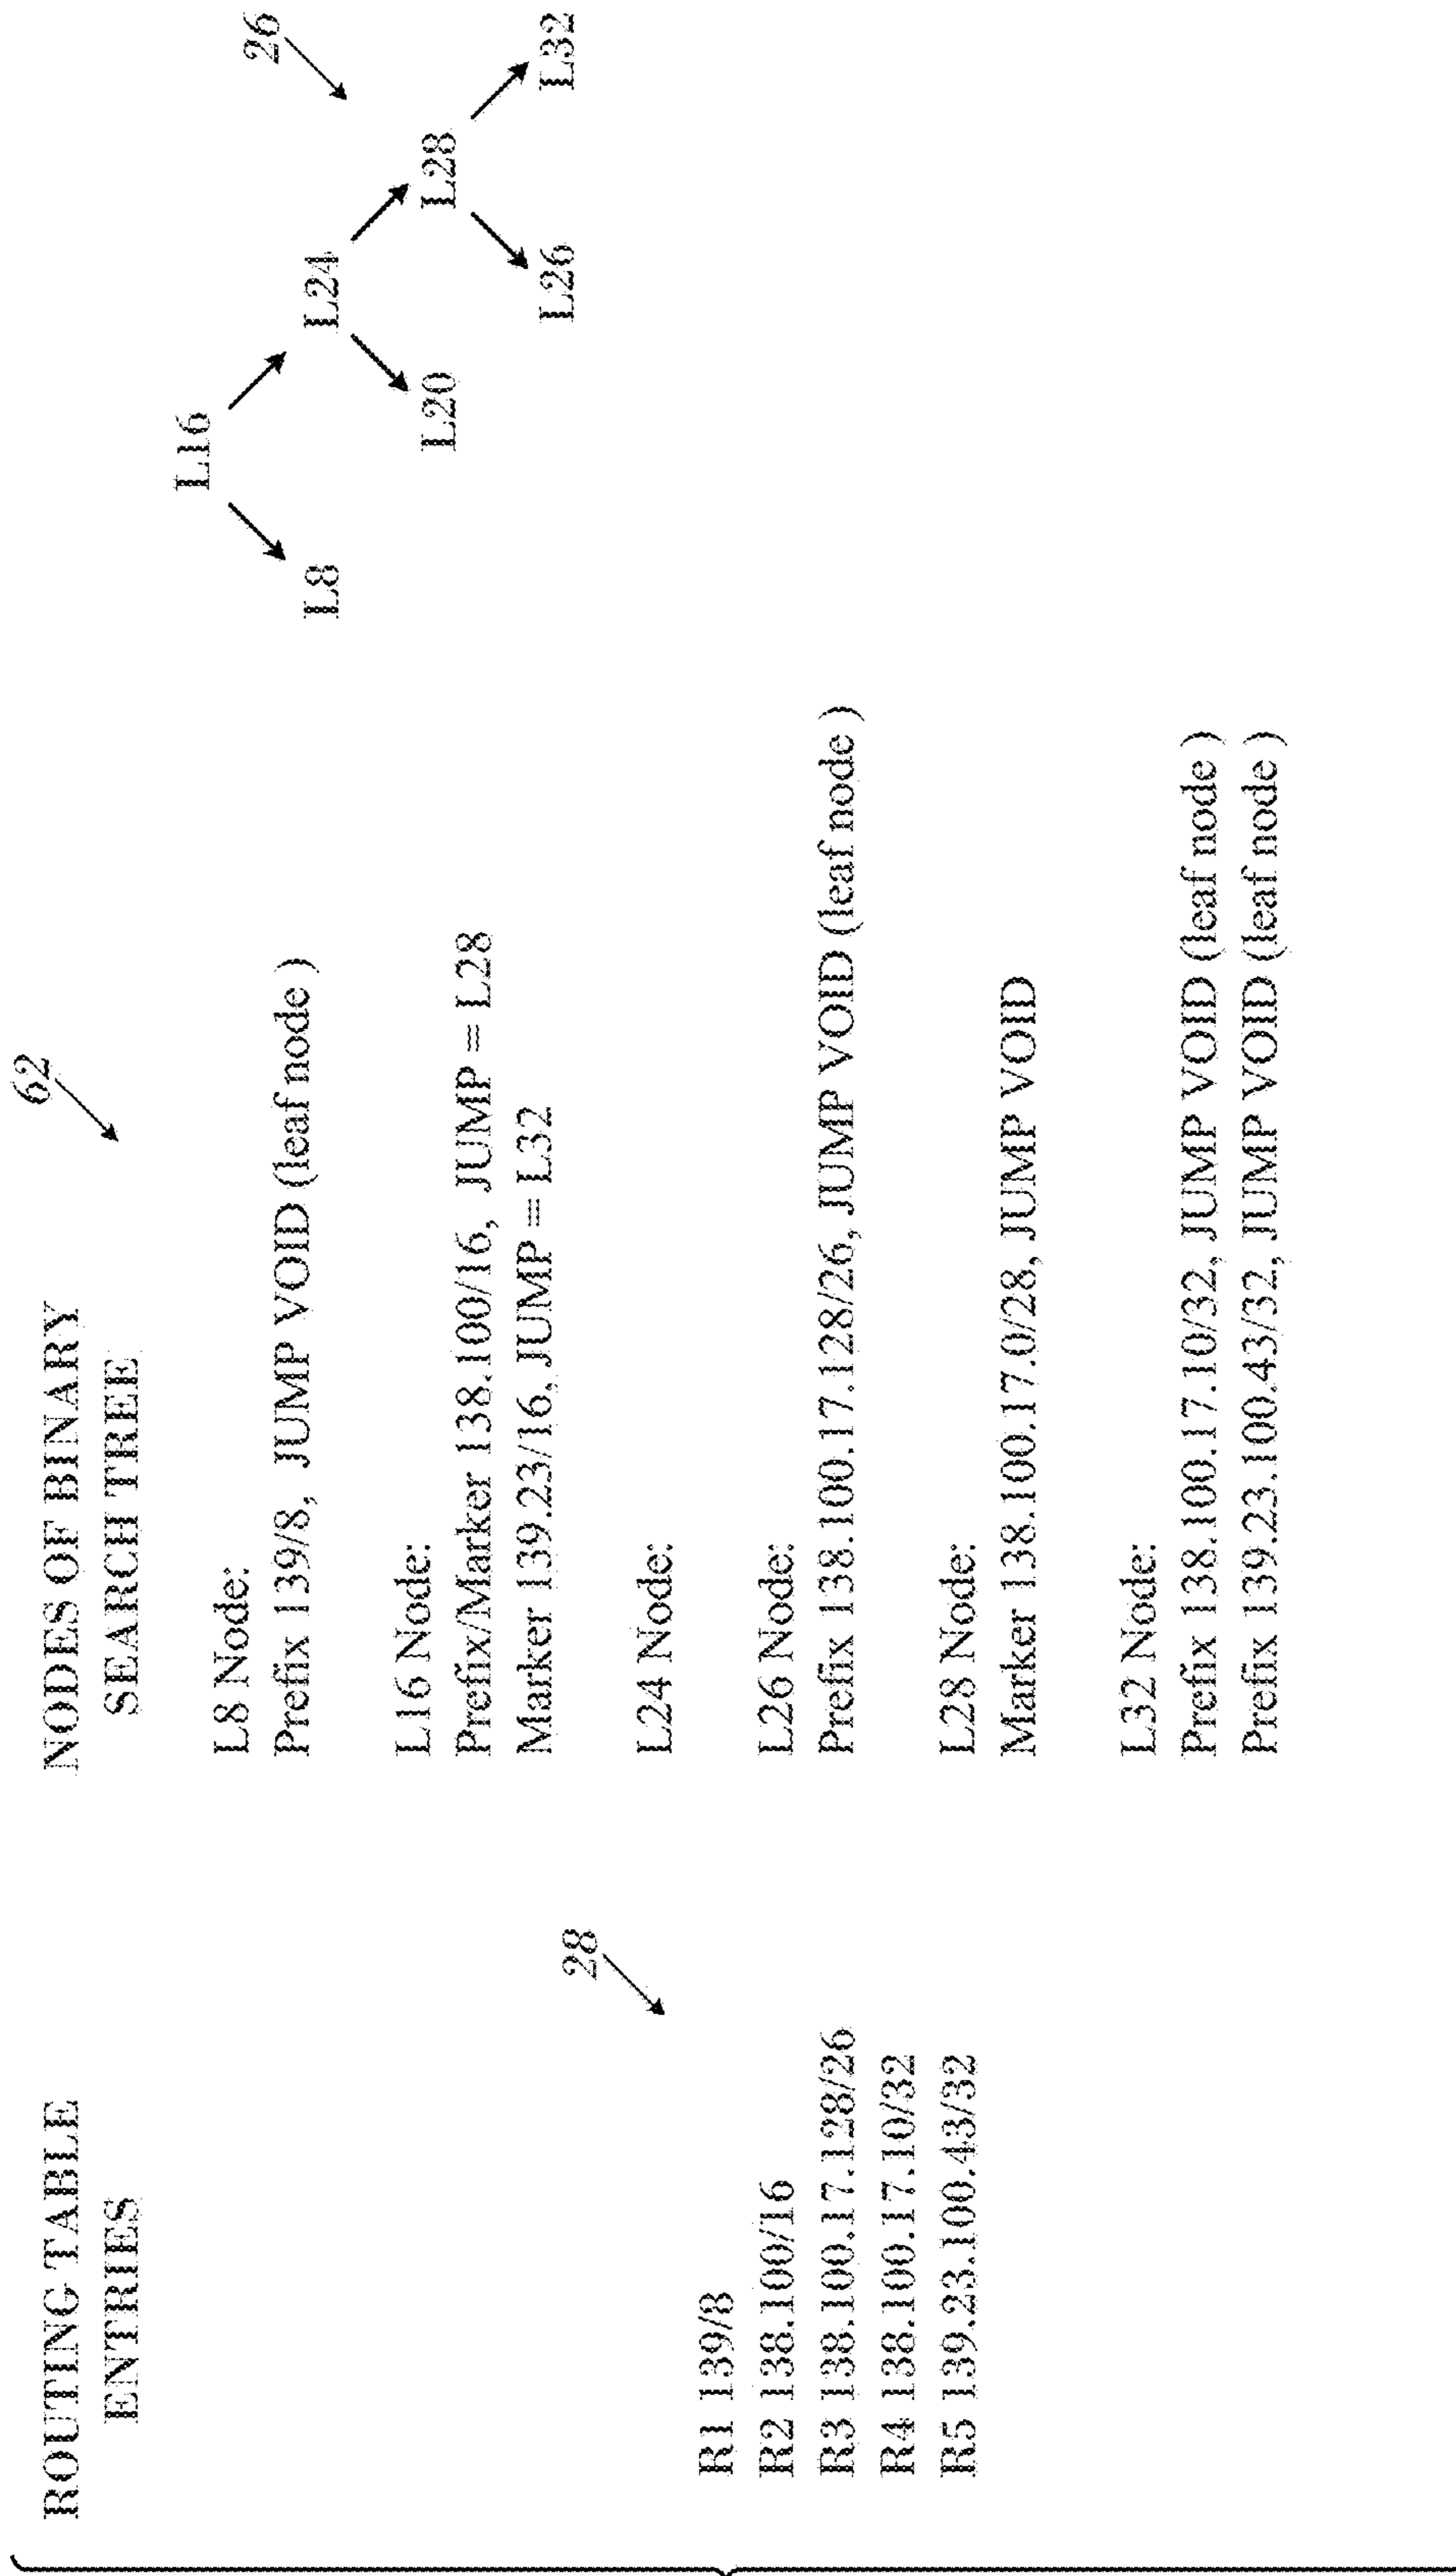 ROUTING TABLE
ENTRIES
28
R1 139/8
R2 138.100/16
R3 138.100.17.128/26
R4 138.100.17.10/32
R5 139.23.100.43/32
62
NODES OF BINARY
SEARCH TREE
L8 Node:
Prefix 139/8, JUMP VOID (leaf node )
L16 Node:
Prefix/Marker 138.100/16, JUMP = L28
Marker 139.23/16, JUMP = L32
L24 Node:
L26 Node:
Prefix 138.100.17.128/26, JUMP VOID (leaf node )
L28 Node:
Marker 138.100.17.0/28, JUMP VOID
L32 Node:
Prefix 138.100.17.10/32, JUMP VOID (leaf node )
Prefix 139.23.100.43/32, JUMP VOID (leaf node )
26
L16
L8 L24
L20 L28
L26 L32